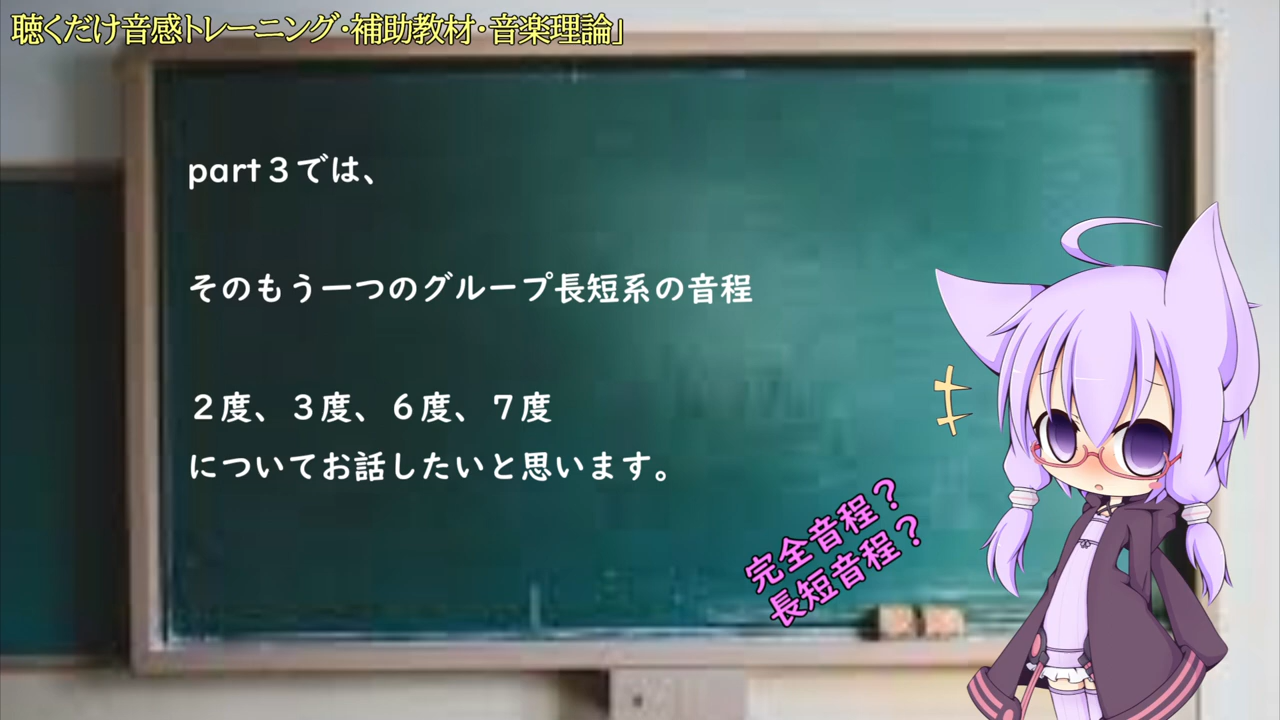 聴くだけ音感トレーニング・補助教材・音楽理論」
part３では、
そのもう一つのグループ長短系の音程
２度、３度、６度、７度
についてお話したいと思います。
完全音程？
長短音程？